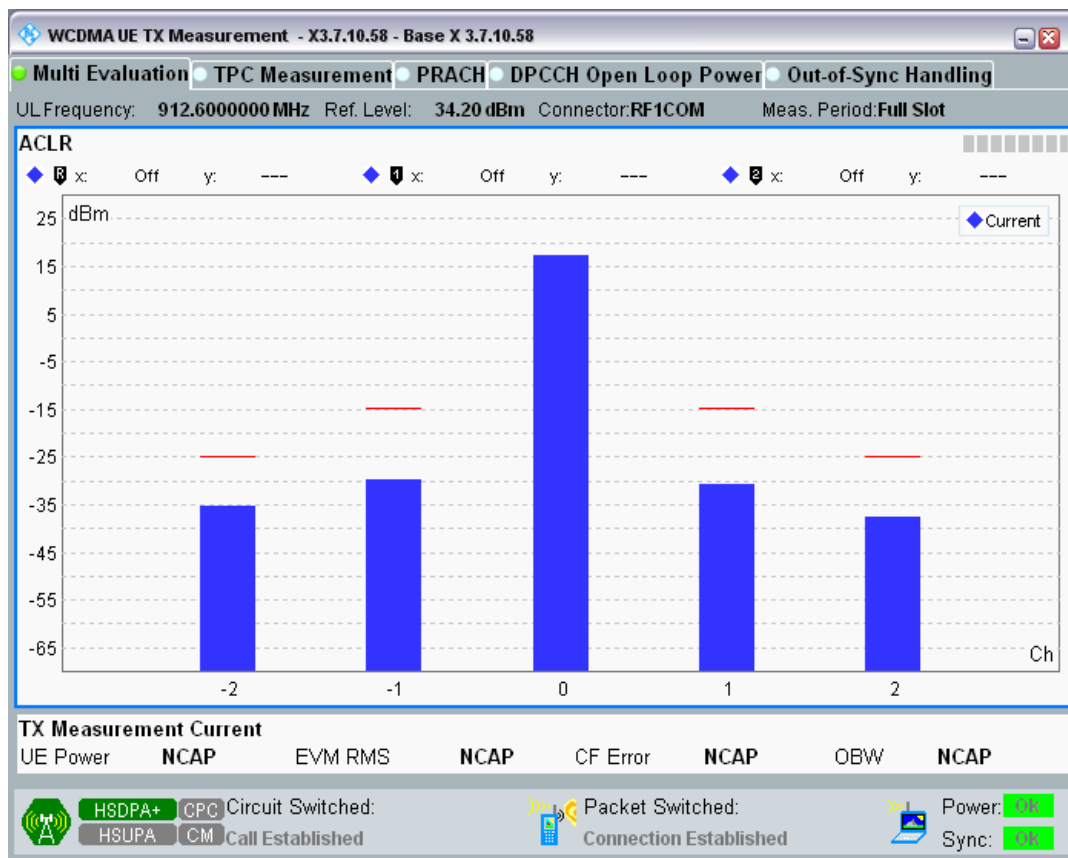 WCDMA UE TX Measurement - X3.7.10.58 - Base X 3.7.10.58
Multi Evaluation TPC Measurement PRACH DPCCH Open Loop Power Out-of-Sync Handling
UL Frequency: 912.6000000 MHz Ref. Level: 34.20 dBm Connector:RF1COM Meas. Period:Full Slot
ACLR
R x: Off y: --- 1 x: Off y: --- 2 x: Off y: ---
dBm
Current
25
15
5
-5
-15
-25
-35
-45
-55
-65
Ch
-2 -1 0 1 2
TX Measurement Current
UE Power NCAP EVM RMS NCAP CF Error NCAP OBW NCAP
HSDPA+ CPC Circuit Switched: Packet Switched: Power: OK
HSUPA CM Call Established Connection Established Sync: OK